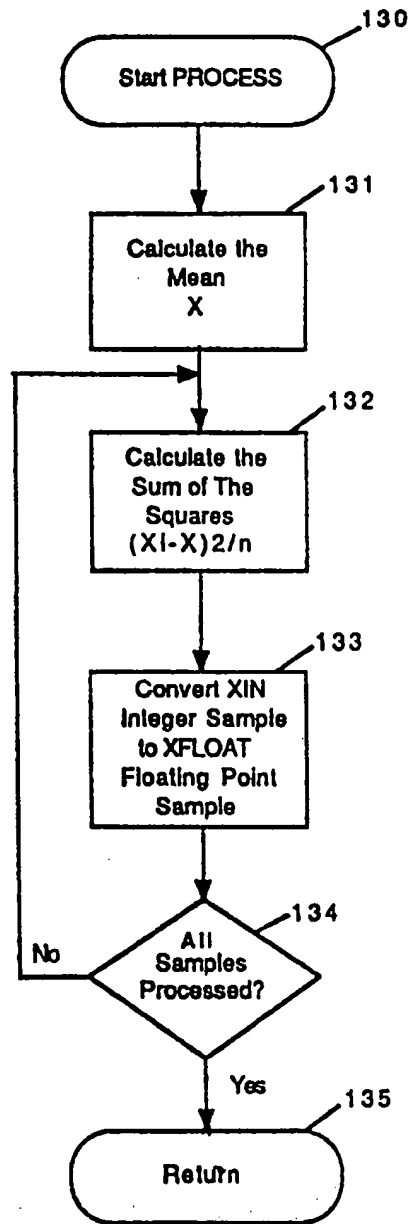 130
Start PROCESS
131
Calculate the
Mean
X
132
Calculate the
Sum of The
Squares
(Xi-X)2/n
133
Convert XIN
Integer Sample
to XFLOAT
Floating Point
Sample
134
All
Samples
Processed?
No
Yes
135
Return